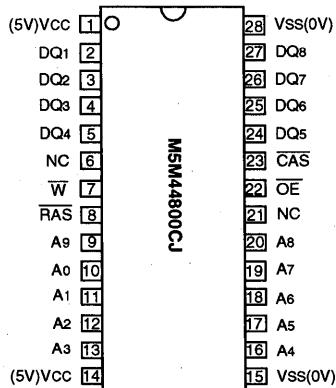 (5V)VCC 1 28 VSS(0V)
DQ1 2 27 DQ8
DQ2 3 26 DQ7
DQ3 4 25 DQ6
DQ4 5 24 DQ5
NC 6 23 C̅A̅S̅
W̅ 7 22 O̅E̅
R̅A̅S̅ 8 21 NC
A9 9 20 A8
A0 10 19 A7
A1 11 18 A6
A2 12 17 A5
A3 13 16 A4
(5V)VCC 14 15 VSS(0V)
M5M44800CJ